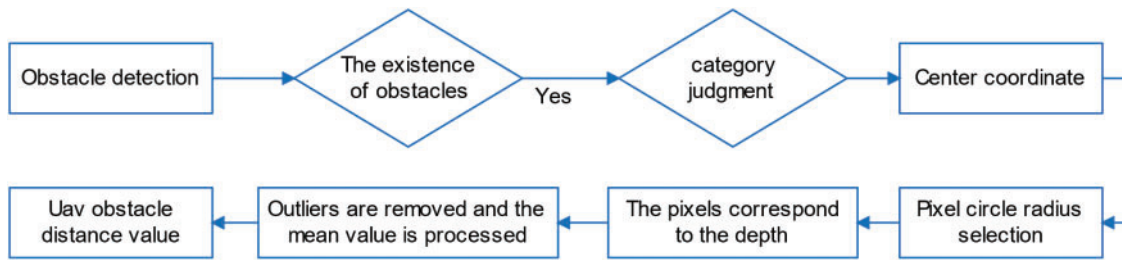 Obstacle detection
The existence
of obstacles
Yes
category
judgment
Center coordinate
Pixel circle radius
selection
The pixels correspond
to the depth
Outliers are removed and the
mean value is processed
Uav obstacle
distance value